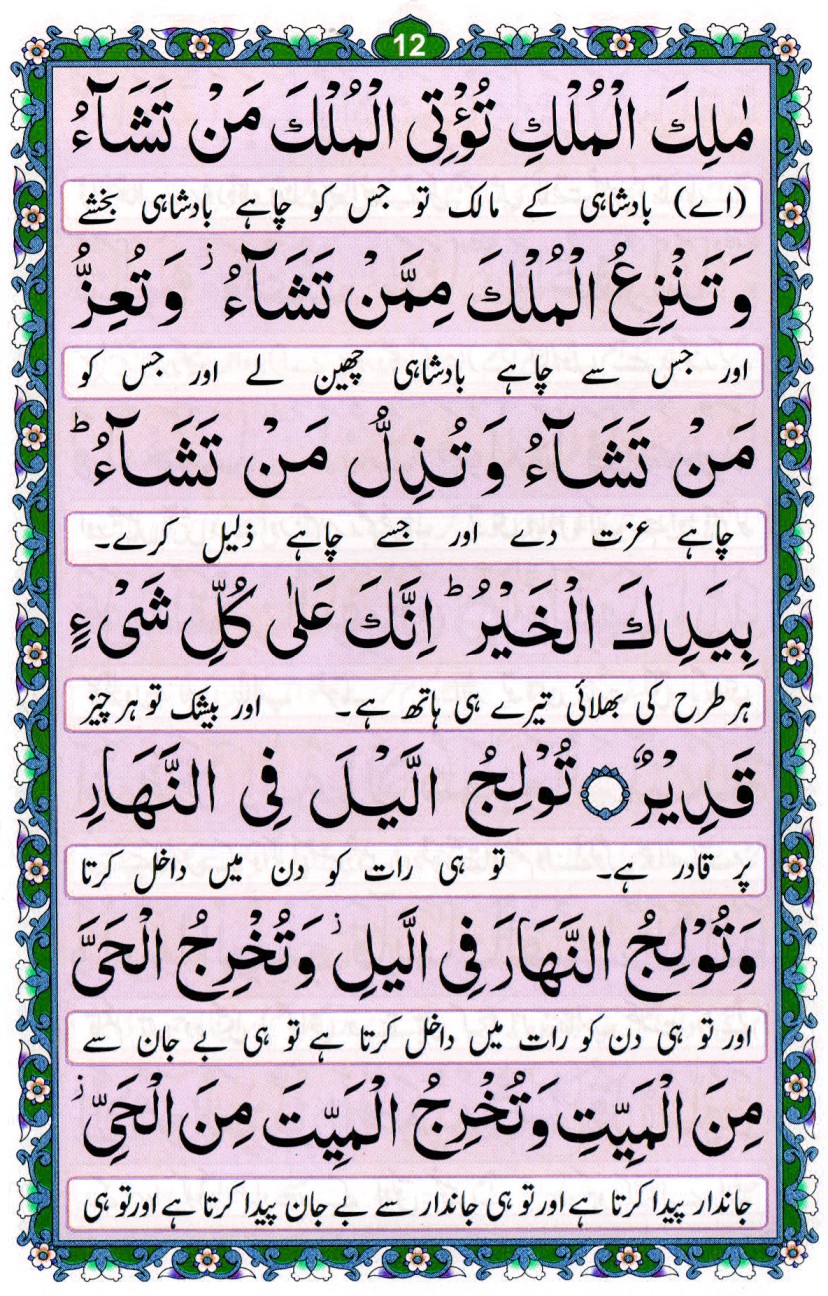 12
مٰلِكَ الْمُلْكِ تُؤْتِی الْمُلْكَ مَنْ تَشَآءُ
(اے) بادشاہی کے مالک تو جس کو چاہے بادشاہی بخشے
وَتَنْزِعُ الْمُلْكَ مِمَّنْ تَشَآءُ ز وَتُعِزُّ
اور جس سے چاہے بادشاہی چھین لے اور جس کو
مَنْ تَشَآءُ وَتُذِلُّ مَنْ تَشَآءُ ؕ
چاہے عزت دے اور جسے چاہے ذلیل کرے۔
بِیَدِكَ الْخَیْرُ ؕ اِنَّكَ عَلٰی كُلِّ شَیْءٍ
ہر طرح کی بھلائی تیرے ہی ہاتھ ہے۔ اور بیشک تو ہر چیز
قَدِیْرٌ ۝ تُوْلِجُ الَّیْلَ فِی النَّهَارِ
پر قادر ہے۔ تو ہی رات کو دن میں داخل کرتا
وَتُوْلِجُ النَّهَارَ فِی الَّیْلِ ز وَتُخْرِجُ الْحَیَّ
اور تو ہی دن کو رات میں داخل کرتا ہے تو ہی بے جان سے
مِنَ الْمَیِّتِ وَتُخْرِجُ الْمَیِّتَ مِنَ الْحَیِّ ز
جاندار پیدا کرتا ہے اور تو ہی جاندار سے بے جان پیدا کرتا ہے اور تو ہی